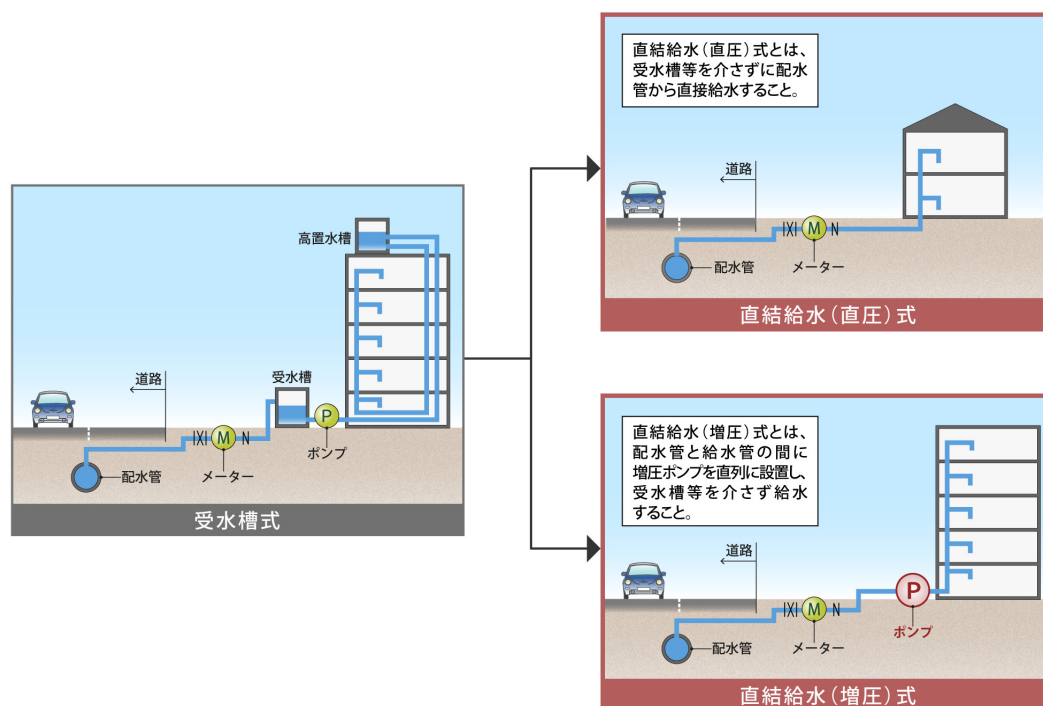 高置水槽
受水槽
道路
P
M
N
ポンプ
配水管
メーター
受水槽式
直結給水（直圧）式とは、
受水槽等を介さずに配水
管から直接給水すること。
道路
M
N
配水管
メーター
直結給水（直圧）式
直結給水（増圧）式とは、
配水管と給水管の間に
増圧ポンプを直列に設置し、
受水槽等を介さず給水
すること。
道路
P
M
N
ポンプ
配水管
メーター
直結給水（増圧）式